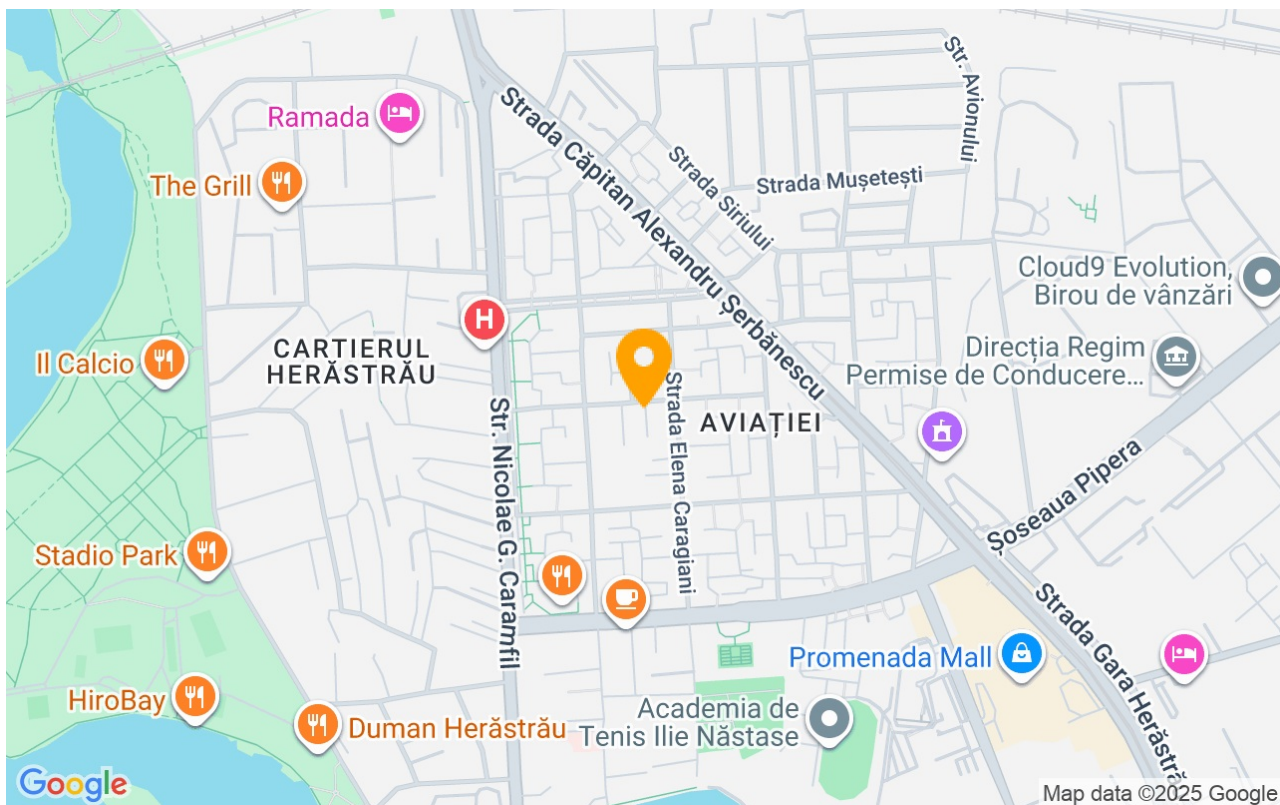 Str. Avionului
Ramada
Strada Căpitan Alexandru Șerbănescu
The Grill
Strada Siriului
Strada Mușetești
Cloud9 Evolution,
Birou de vânzări
H
CARTIERUL
HERĂSTRĂU
Il Calcio
Direcția Regim
Permise de Conducere...
Str. Nicolae G. Caramfil
Strada Elena Caragiani
AVIAȚIEI
Șoseaua Pipera
Stadio Park
Strada Gara Herăstră
Promenada Mall
HiroBay
Duman Herăstrău
Academia de
Tenis Ilie Năstase
Google
Map data ©2025 Google